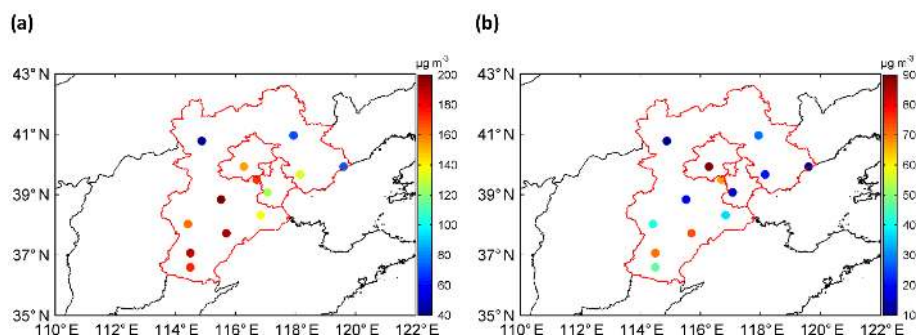 (a)
(b)
µg m-3
µg m-3
43° N
41° N
39° N
37° N
35° N
110° E
112° E
114° E
116° E
118° E
120° E
122° E
200
180
160
140
120
100
80
60
40
43° N
41° N
39° N
37° N
35° N
110° E
112° E
114° E
116° E
118° E
120° E
122° E
90
80
70
60
50
40
30
20
10